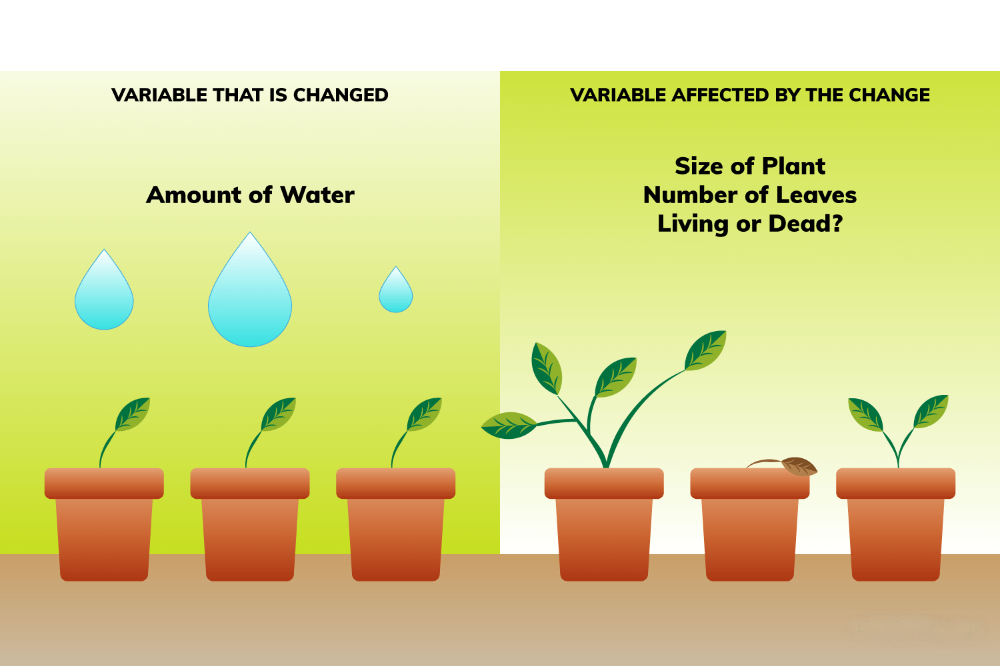 VARIABLE THAT IS CHANGED
Amount of Water
VARIABLE AFFECTED BY THE CHANGE
Size of Plant
Number of Leaves
Living or Dead?